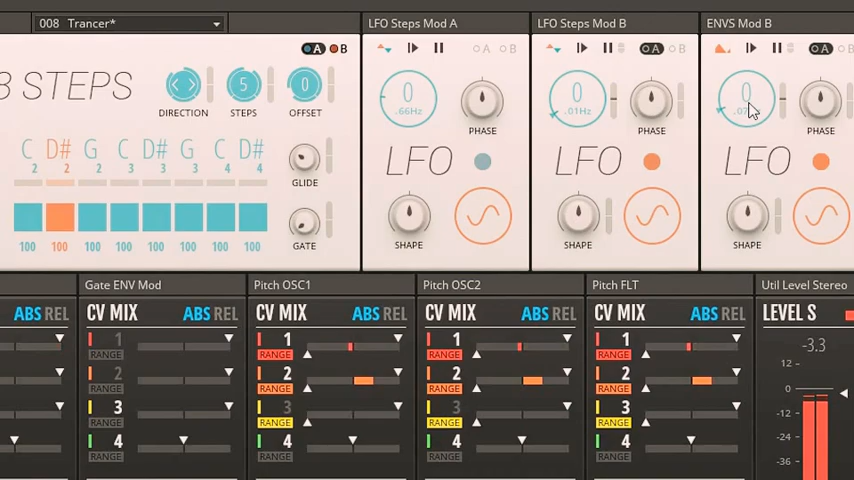 008 Trancer*
LFO Steps Mod A
LFO Steps Mod B
ENVS Mod B
A B
A B
A B
A
8 STEPS
5 0
DIRECTION STEPS OFFSET
0
.66Hz
PHASE
0
.01Hz
PHASE
0
PHASE
C D# G C D# G C D#
2 2 2 3 3 3 4 4
GLIDE
LFO
LFO
LFO
100 100 100 100 100 100 100 100
GATE
SHAPE
SHAPE
SHAPE
Gate ENV Mod
Pitch OSC1
Pitch OSC2
Pitch FLT
Util Level Stereo
ABS REL
CV MIX ABS REL
1
RANGE
2
RANGE
3
RANGE
4
RANGE
CV MIX ABS REL
1
RANGE
2
RANGE
3
RANGE
4
RANGE
CV MIX ABS REL
1
RANGE
2
RANGE
3
RANGE
4
RANGE
CV MIX ABS REL
1
RANGE
2
RANGE
3
RANGE
4
RANGE
LEVEL S
-3.3
12
0
-12
-24
-36